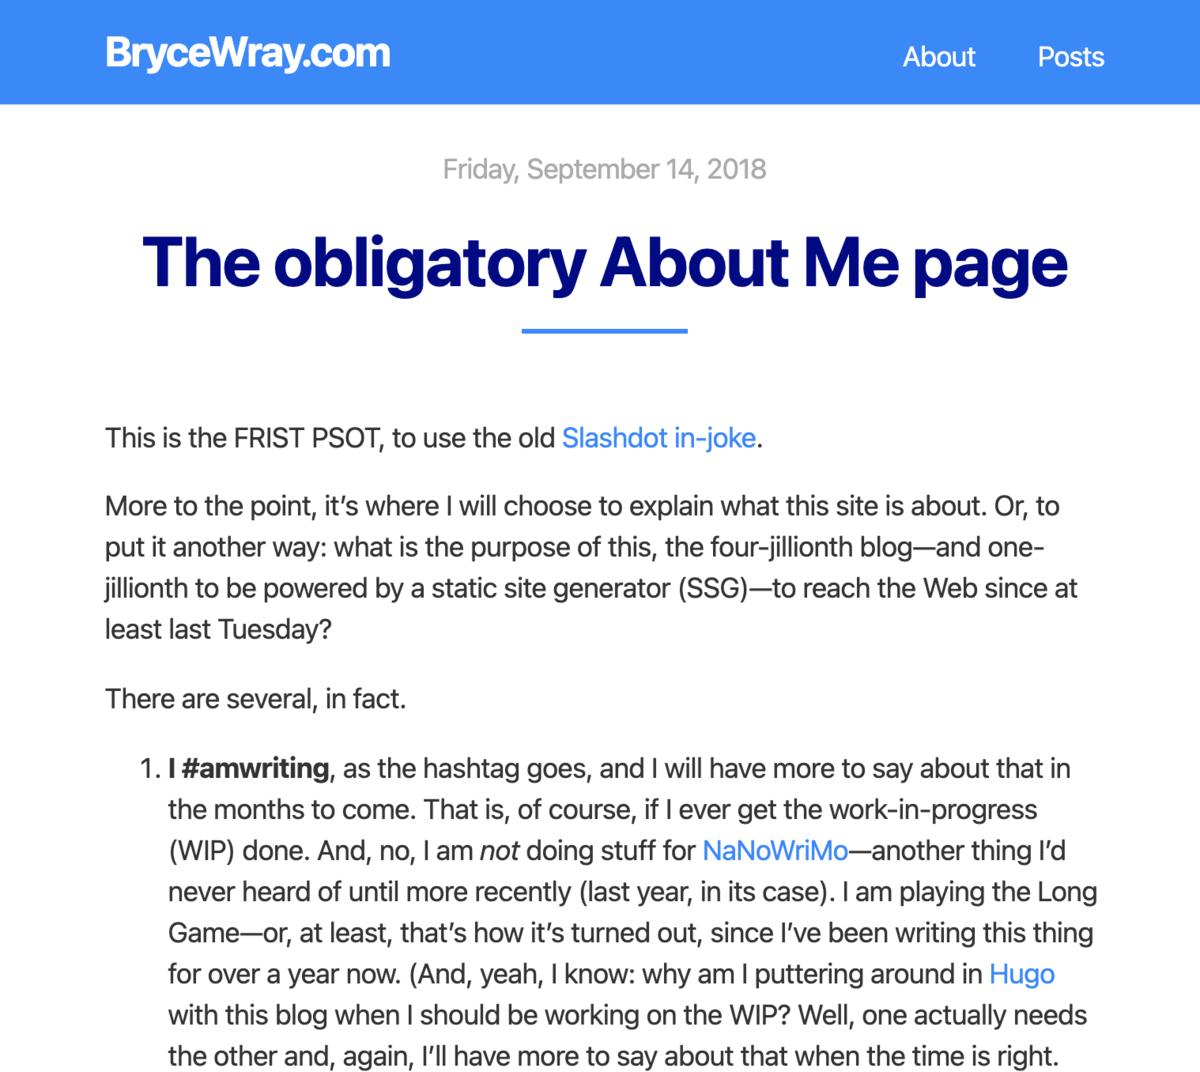 BryceWray.com
About Posts
Friday, September 14, 2018
The obligatory About Me page
This is the FRIST PSOT, to use the old Slashdot in-joke.
More to the point, it’s where I will choose to explain what this site is about. Or, to
put it another way: what is the purpose of this, the four-jillionth blog—and one-
jillionth to be powered by a static site generator (SSG)—to reach the Web since at
least last Tuesday?
There are several, in fact.
1. I #amwriting, as the hashtag goes, and I will have more to say about that in
the months to come. That is, of course, if I ever get the work-in-progress
(WIP) done. And, no, I am not doing stuff for NaNoWriMo—another thing I’d
never heard of until more recently (last year, in its case). I am playing the Long
Game—or, at least, that’s how it’s turned out, since I’ve been writing this thing
for over a year now. (And, yeah, I know: why am I puttering around in Hugo
with this blog when I should be working on the WIP? Well, one actually needs
the other and, again, I’ll have more to say about that when the time is right.